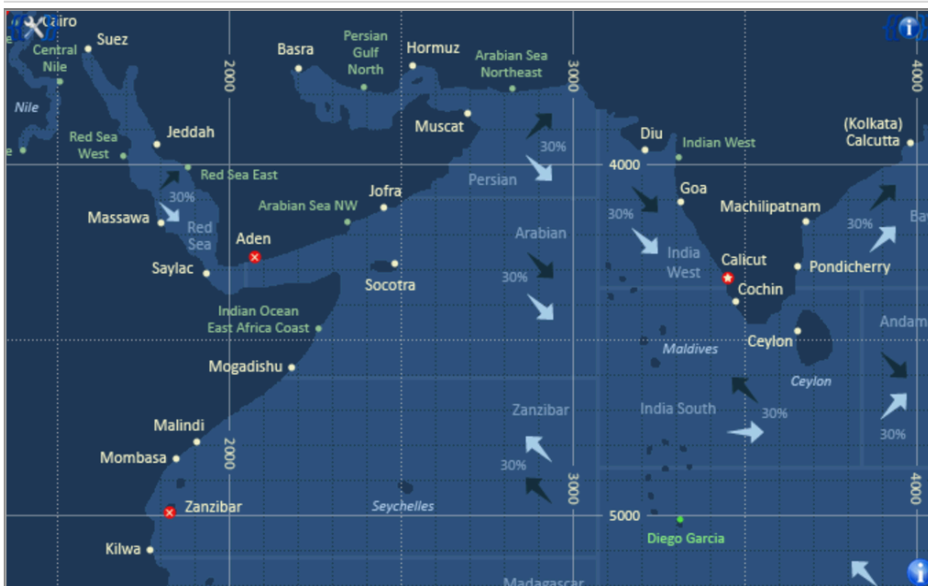 Cairo
Suez
Central
Nile
Nile
Basra
Persian
Gulf
North
Hormuz
Arabian Sea
Northeast
2000
3000
4000
Muscat
30%
Diu
4000
Indian West
(Kolkata)
Calcutta
Jeddah
Red Sea
West
e
Red Sea East
30%
Persian
Goa
Jofra
Arabian Sea NW
Massawa
Red
Sea
Aden
Arabian
30%
Machilipatnam
30%
Ba
India
West
Calicut
Pondicherry
Saylac
Socotra
30%
Cochin
Indian Ocean
East Africa Coast
Ceylon
Andam
Maldives
Mogadishu
Ceylon
Zanzibar
India South
30%
30%
Malindi
Mombasa
2000
30%
3000
4000
Zanzibar
Seychelles
5000
Diego Garcia
Kilwa
Madagascar